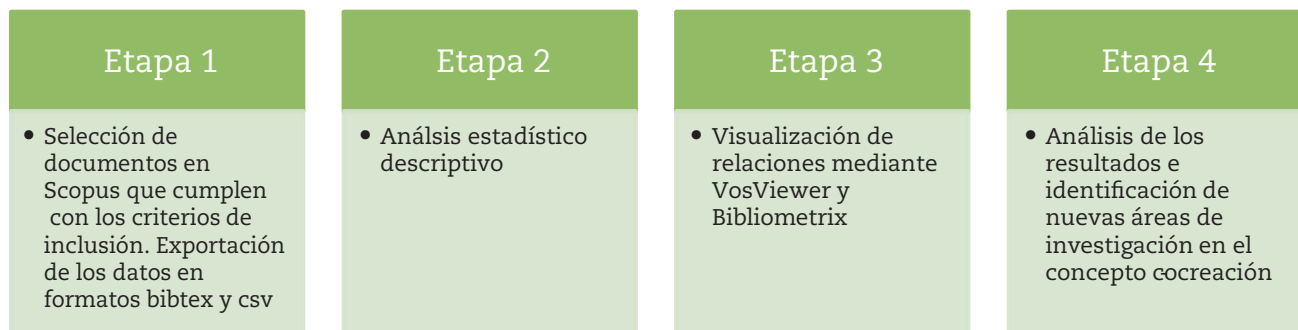 Etapa 1
• Selección de
documentos en
Scopus que cumplen
con los criterios de
inclusión. Exportación
de los datos en
formatos bibtex y csv
Etapa 2
• Análsis estadístico
descriptivo
Etapa 3
• Visualización de
relaciones mediante
VosViewer y
Bibliometrix
Etapa 4
• Análisis de los
resultados e
identificación de
nuevas áreas de
investigación en el
concepto cocreación